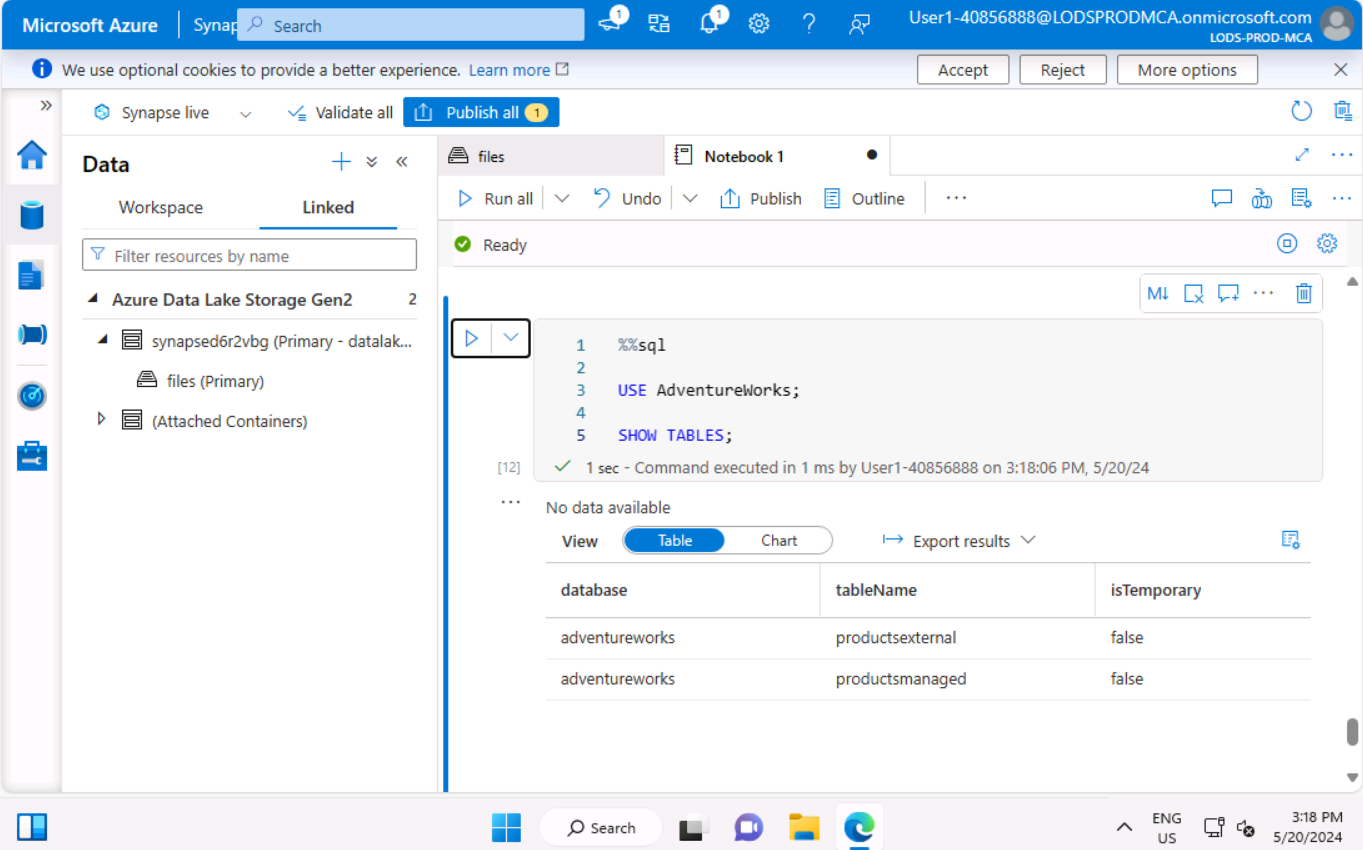 Microsoft Azure
Synap
Search
1
1
User1-40856888@LODSPRODMCA.onmicrosoft.com
LODS-PROD-MCA
We use optional cookies to provide a better experience. Learn more
Accept
Reject
More options
Synapse live
Validate all
Publish all 1
Data
Workspace
Linked
Filter resources by name
Azure Data Lake Storage Gen2 2
synapsed6r2vbg (Primary - datalak...
files (Primary)
(Attached Containers)
files
Notebook 1
Run all
Undo
Publish
Outline
Ready
M↓
1 %%sql
2
3 USE AdventureWorks;
4
5 SHOW TABLES;
[12]
1 sec - Command executed in 1 ms by User1-40856888 on 3:18:06 PM, 5/20/24
No data available
View
Table
Chart
Export results
database tableName isTemporary
adventureworks productsexternal false
adventureworks productsmanaged false
Search
ENG
US
3:18 PM
5/20/2024